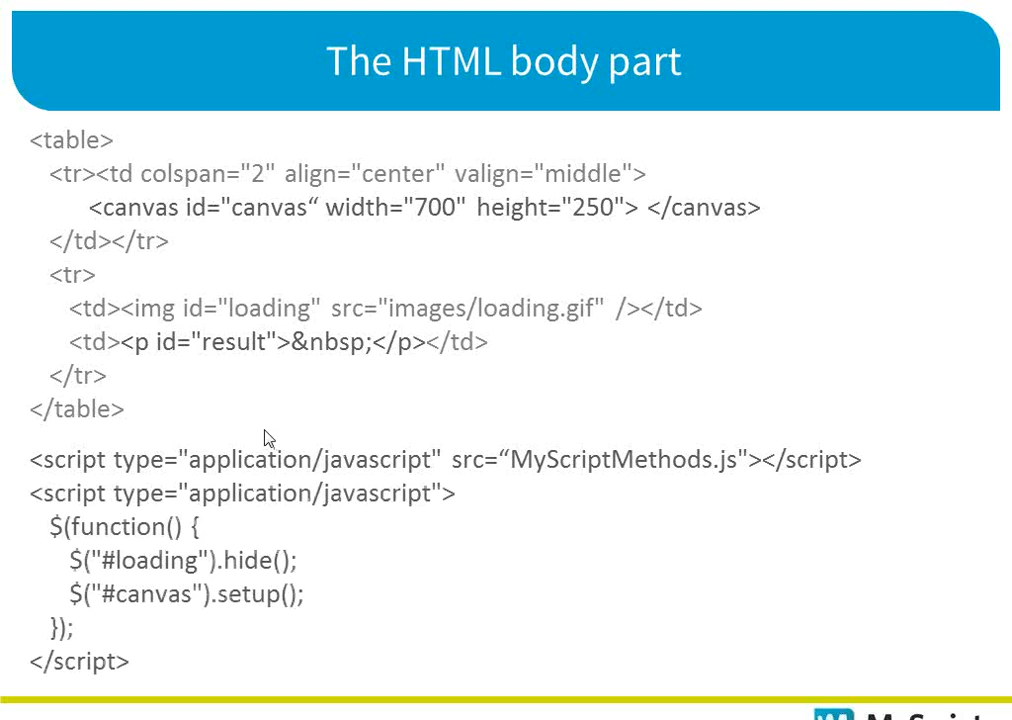 The HTML body part
<table>
<tr><td colspan="2" align="center" valign="middle">
<canvas id="canvas“ width="700" height="250"> </canvas>
</td></tr>
<tr>
<td><img id="loading" src="images/loading.gif" /></td>
<td><p id="result">&nbsp;</p></td>
</tr>
</table>
<script type="application/javascript" src=“MyScriptMethods.js"></script>
<script type="application/javascript">
$(function() {
$("#loading").hide();
$("#canvas").setup();
});
</script>
MyScript